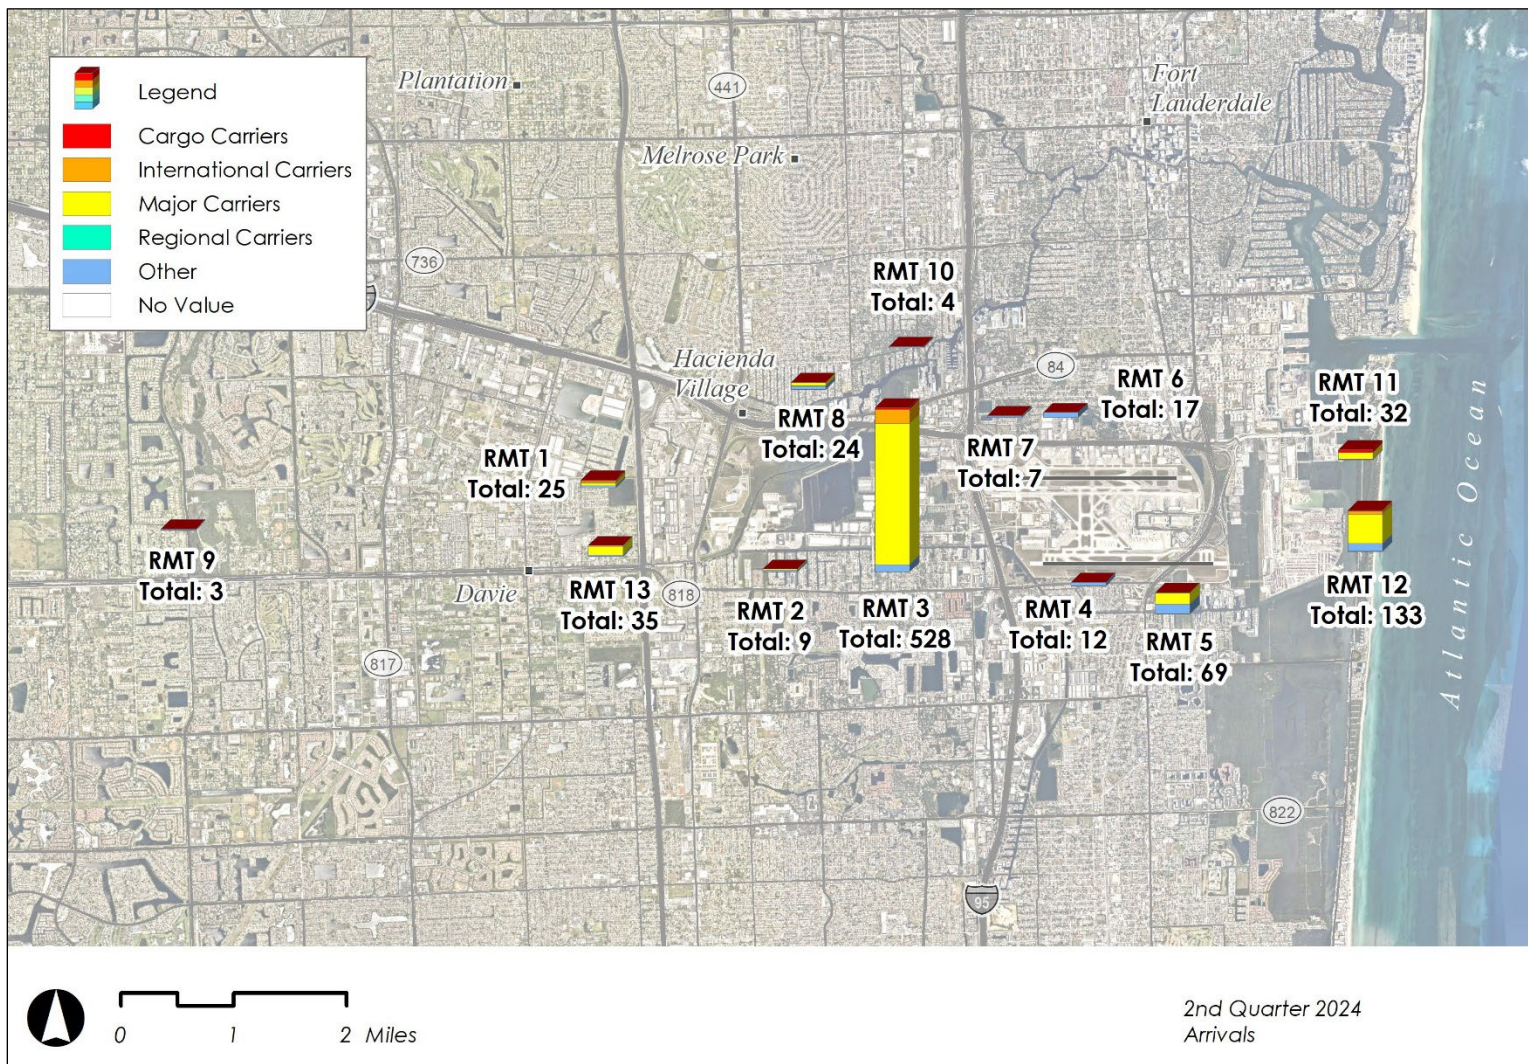 Legend
Cargo Carriers
International Carriers
Major Carriers
Regional Carriers
Other
No Value
Plantation
441
Fort
Lauderdale
Melrose Park
736
RMT 10
Total: 4
Hacienda
Village
84
RMT 6
Total: 17
RMT 11
Total: 32
RMT 8
Total: 24
RMT 7
Total: 7
RMT 1
Total: 25
Atlantic Ocean
RMT 9
Total: 3
Davie
RMT 13
Total: 35
818
RMT 2
Total: 9
RMT 3
Total: 528
RMT 4
Total: 12
RMT 5
Total: 69
RMT 12
Total: 133
817
822
95
0 1 2 Miles
2nd Quarter 2024
Arrivals